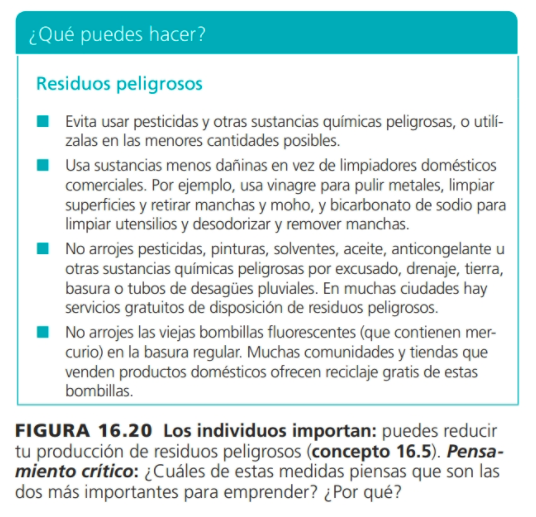 ¿Qué puedes hacer?
Residuos peligrosos
■ Evita usar pesticidas y otras sustancias químicas peligrosas, o utilí-
zalas en las menores cantidades posibles.
■ Usa sustancias menos dañinas en vez de limpiadores domésticos
comerciales. Por ejemplo, usa vinagre para pulir metales, limpiar
superficies y retirar manchas y moho, y bicarbonato de sodio para
limpiar utensilios y desodorizar y remover manchas.
■ No arrojes pesticidas, pinturas, solventes, aceite, anticongelante u
otras sustancias químicas peligrosas por excusado, drenaje, tierra,
basura o tubos de desagües pluviales. En muchas ciudades hay
servicios gratuitos de disposición de residuos peligrosos.
■ No arrojes las viejas bombillas fluorescentes (que contienen mer-
curio) en la basura regular. Muchas comunidades y tiendas que
venden productos domésticos ofrecen reciclaje gratis de estas
bombillas.
FIGURA 16.20 Los individuos importan: puedes reducir
tu producción de residuos peligrosos (concepto 16.5). Pensa-
miento crítico: ¿Cuáles de estas medidas piensas que son las
dos más importantes para emprender? ¿Por qué?